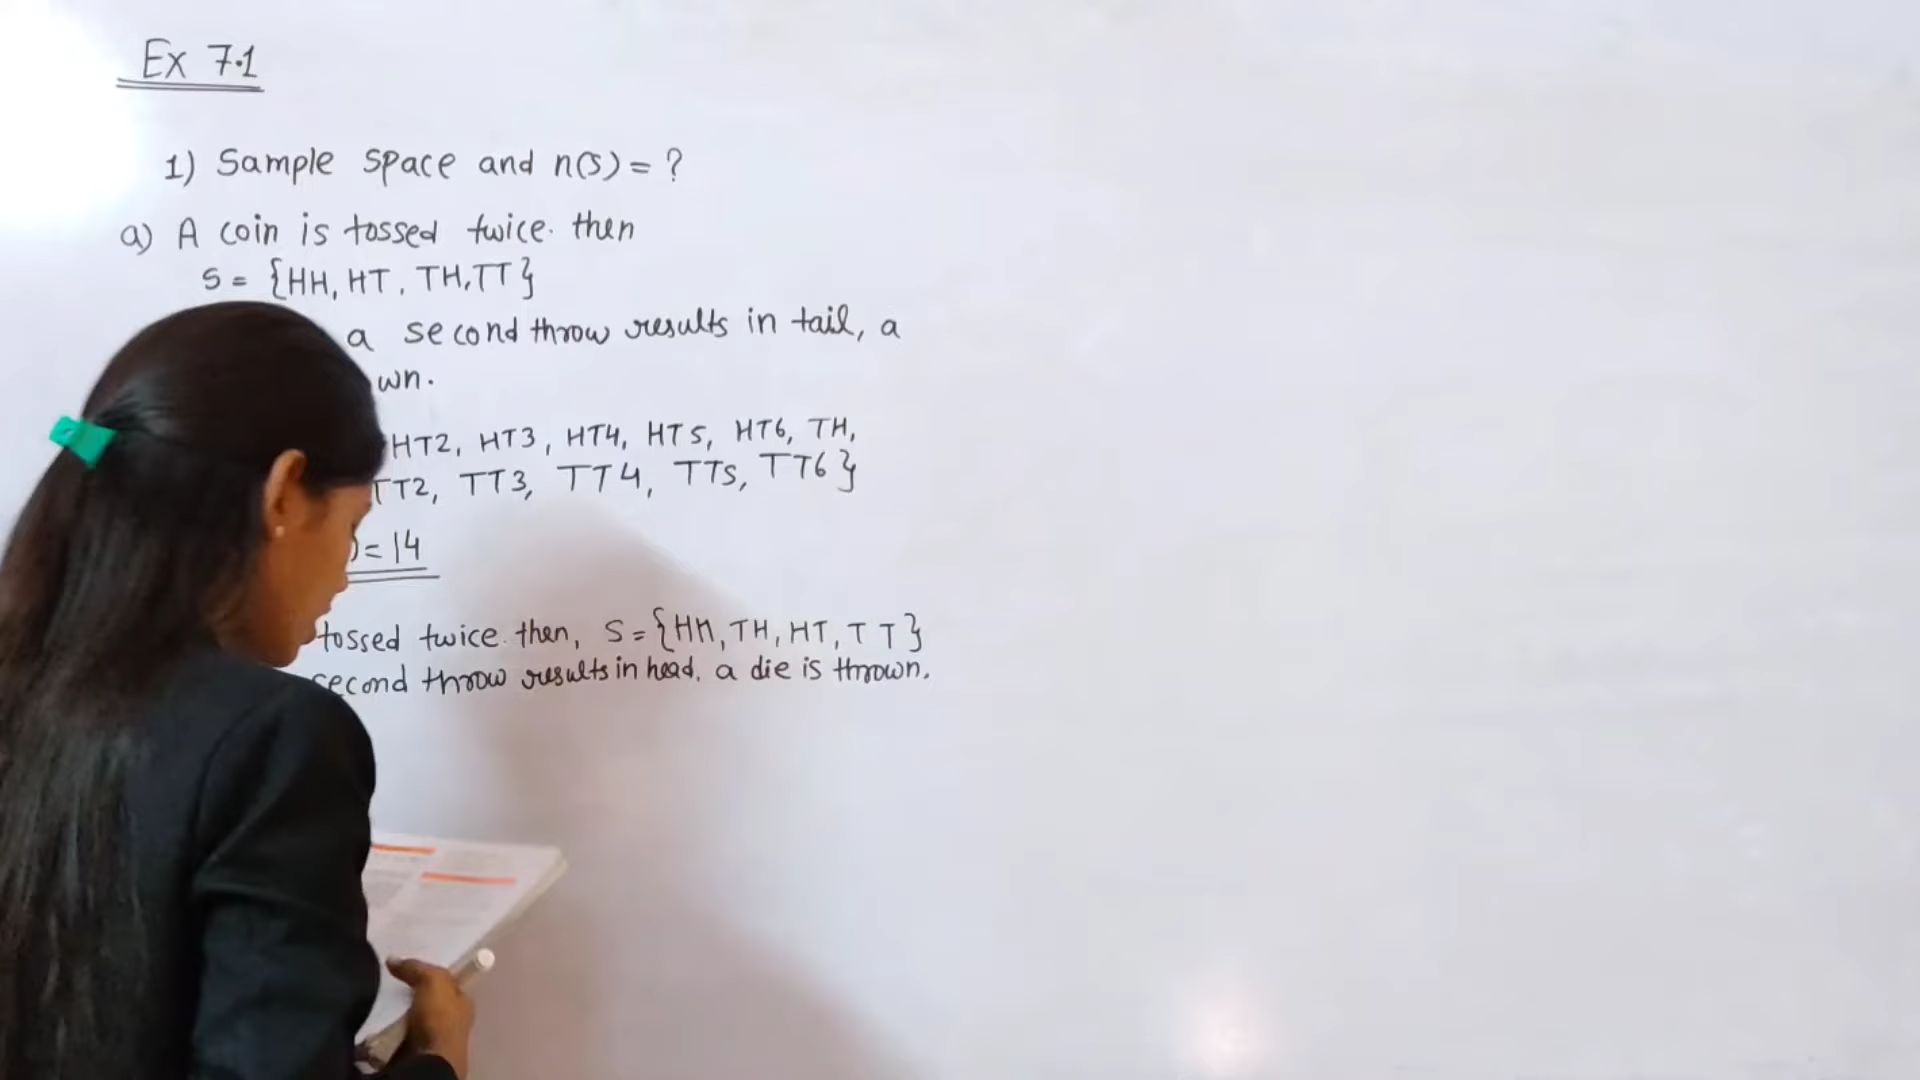 Ex 7.1
1) Sample space and n(S) = ?
a) A coin is tossed twice. then
S = {HH, HT, TH, TT}
a second throw results in tail, a
wn.
HT2, HT3, HT4, HT5, HT6, TH,
TT2, TT3, TT4, TT5, TT6}
) = 14
tossed twice. then, S = {HH, TH, HT, TT}
second throw results in head, a die is thrown.